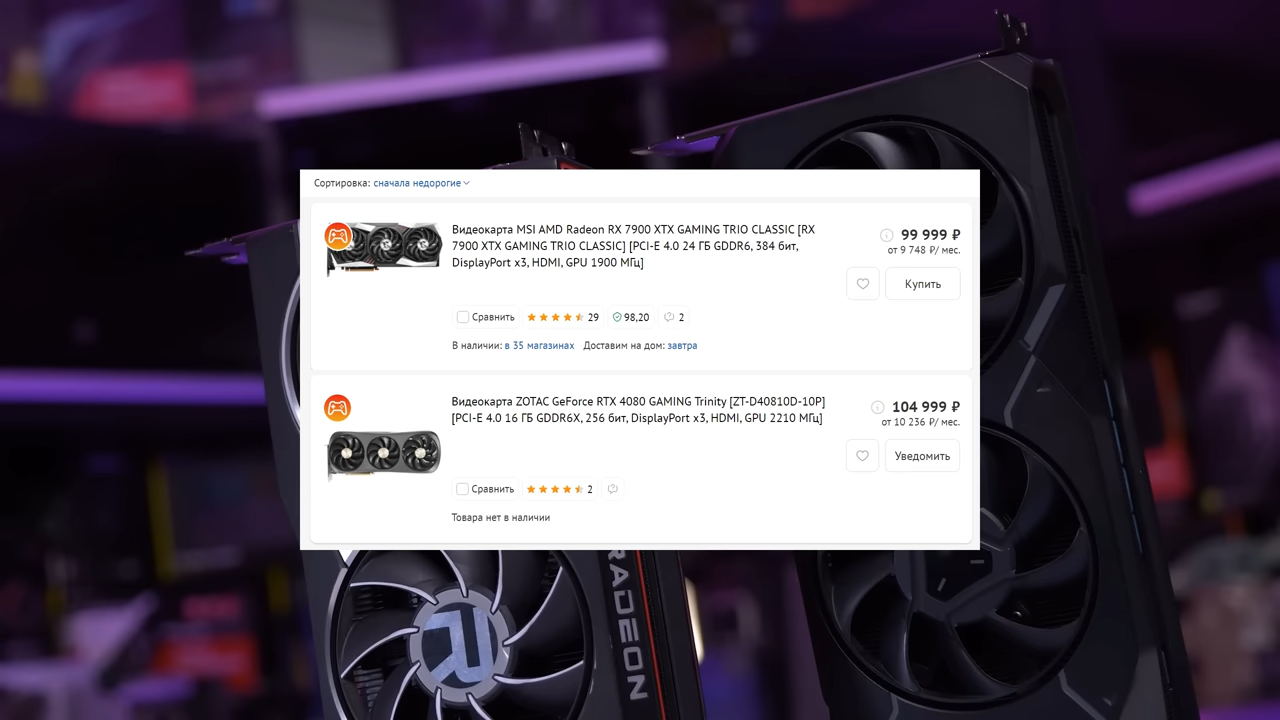 Сортировка: сначала недорогие
Видеокарта MSI AMD Radeon RX 7900 XTX GAMING TRIO CLASSIC [RX
7900 XTX GAMING TRIO CLASSIC] [PCI-E 4.0 24 ГБ GDDR6, 384 бит,
DisplayPort x3, HDMI, GPU 1900 МГц]
99 999 ₽
от 9 748 ₽/ мес.
Купить
Сравнить 29 98,20 2
В наличии: в 35 магазинах Доставим на дом: завтра
Видеокарта ZOTAC GeForce RTX 4080 GAMING Trinity [ZT-D40810D-10P]
[PCI-E 4.0 16 ГБ GDDR6X, 256 бит, DisplayPort x3, HDMI, GPU 2210 МГц]
104 999 ₽
от 10 236 ₽/ мес.
Уведомить
Сравнить 2
Товара нет в наличии
RADEON